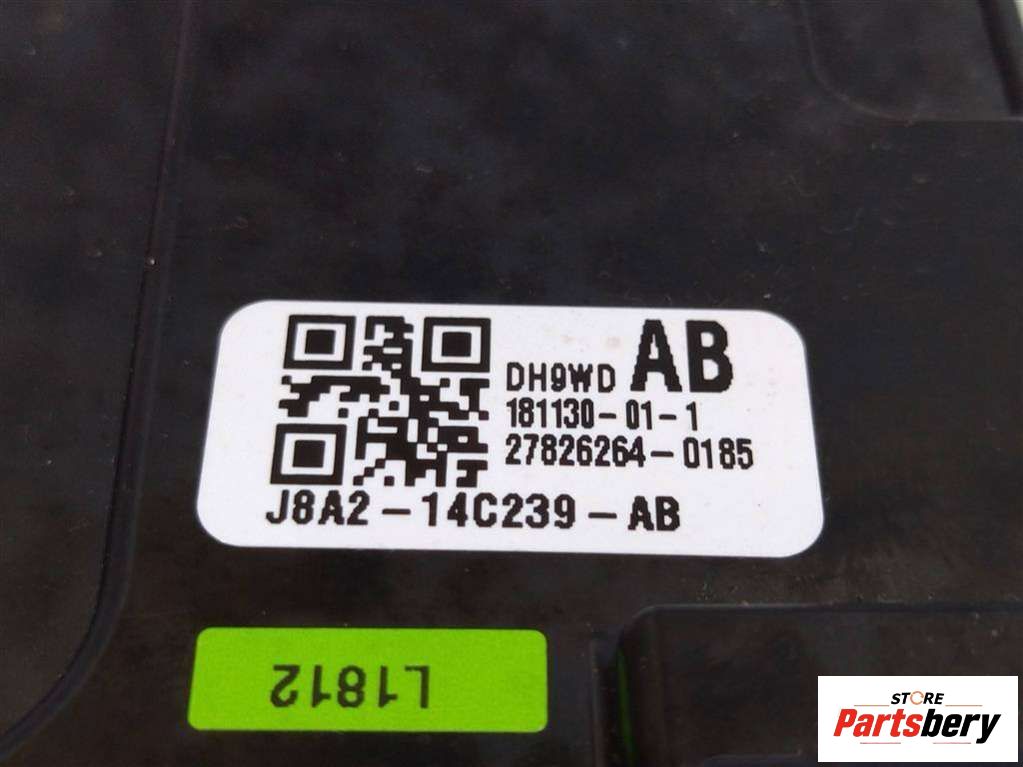 DH9WD AB
181130-01-1
27826264-0185
J8A2-14C239-AB
L1812
STORE
Partsbery